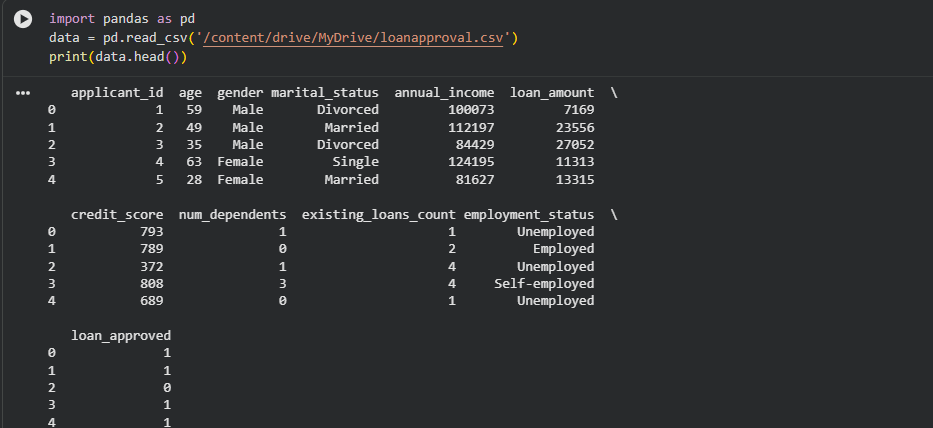 import pandas as pd
data = pd.read_csv('/content/drive/MyDrive/loanapproval.csv')
print(data.head())
   applicant_id  age  gender marital_status  annual_income  loan_amount  \
0             1   59    Male       Divorced         100073         7169
1             2   49    Male        Married         112197        23556
2             3   35    Male       Divorced          84429        27052
3             4   63  Female         Single         124195        11313
4             5   28  Female        Married          81627        13315
   credit_score  num_dependents  existing_loans_count employment_status  \
0           793               1                     1        Unemployed
1           789               0                     2          Employed
2           372               1                     4        Unemployed
3           808               3                     4     Self-employed
4           689               0                     1        Unemployed
   loan_approved
0              1
1              1
2              0
3              1
4              1